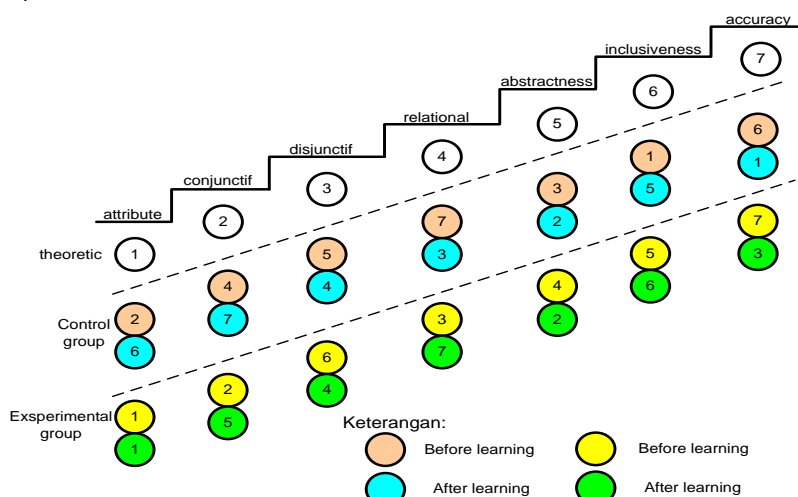 accuracy
inclusiveness
7
abstractness
6
relational
5
6
disjunctif
4
1
1
conjunctif
3
3
5
attribute
2
7
2
7
theoretic
1
5
3
5
3
4
4
4
6
Control
group
2
7
3
2
6
6
7
2
4
Exsperimental
group
1
5
1
Keterangan:
Before learning
Before learning
After learning
After learning